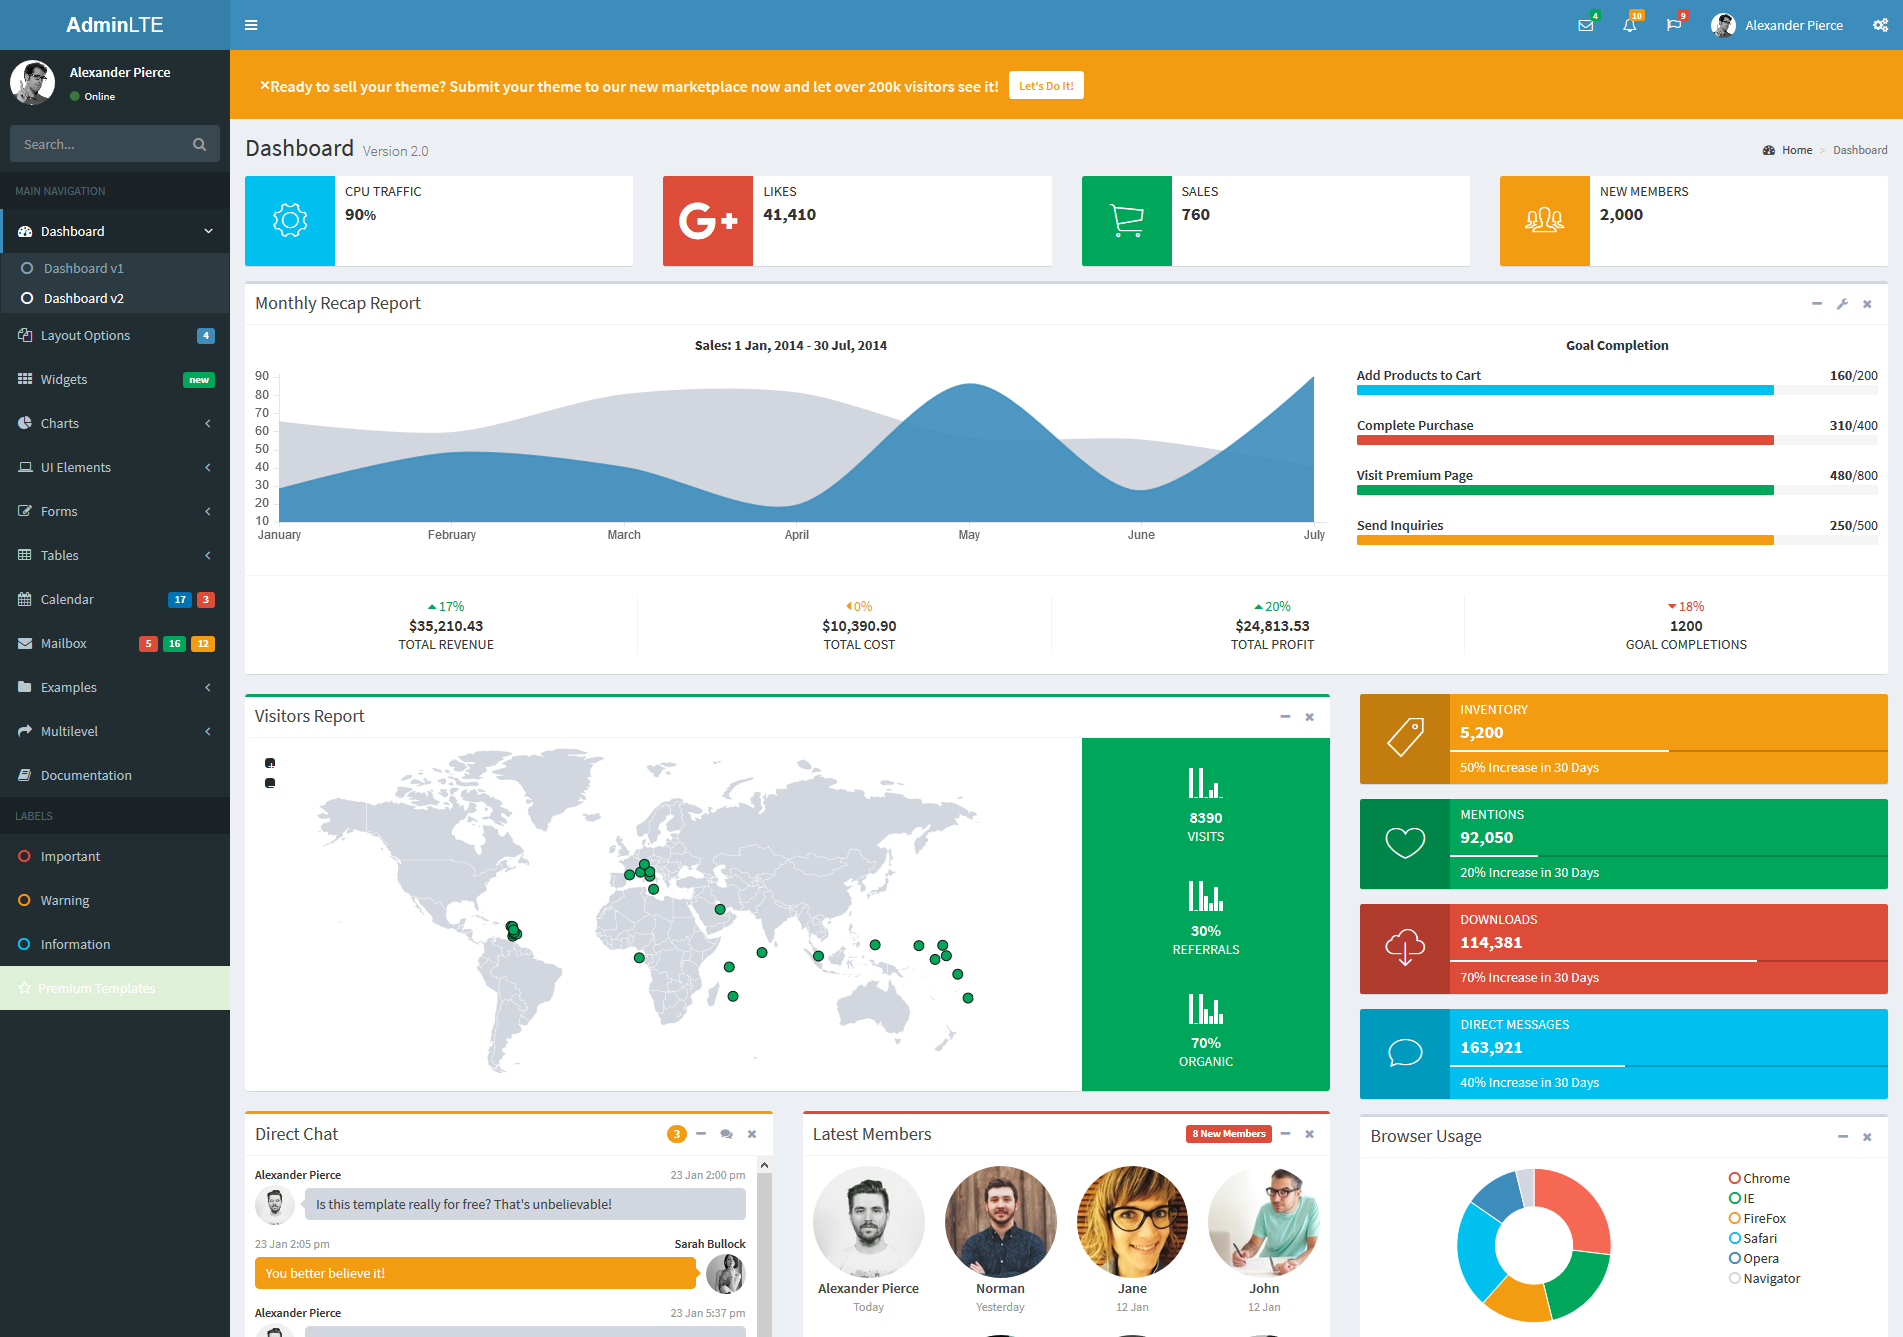 AdminLTE
4
10
9
Alexander Pierce
Alexander Pierce
Online
×Ready to sell your theme? Submit your theme to our new marketplace now and let over 200k visitors see it!
Let's Do It!
Search...
MAIN NAVIGATION
Dashboard
Dashboard v1
Dashboard v2
Layout Options 4
Widgets new
Charts
UI Elements
Forms
Tables
Calendar 17 3
Mailbox 5 16 12
Examples
Multilevel
Documentation
LABELS
Important
Warning
Information
Premium Templates
Dashboard Version 2.0
Home > Dashboard
CPU TRAFFIC
90%
G+
LIKES
41,410
SALES
760
NEW MEMBERS
2,000
Monthly Recap Report
Sales: 1 Jan, 2014 - 30 Jul, 2014
90
80
70
60
50
40
30
20
10
January February March April May June July
Goal Completion
Add Products to Cart 160/200
Complete Purchase 310/400
Visit Premium Page 480/800
Send Inquiries 250/500
17%
$35,210.43
TOTAL REVENUE
0%
$10,390.90
TOTAL COST
20%
$24,813.53
TOTAL PROFIT
18%
1200
GOAL COMPLETIONS
Visitors Report
8390
VISITS
30%
REFERRALS
70%
ORGANIC
INVENTORY
5,200
50% Increase in 30 Days
MENTIONS
92,050
20% Increase in 30 Days
DOWNLOADS
114,381
70% Increase in 30 Days
DIRECT MESSAGES
163,921
40% Increase in 30 Days
Direct Chat 3
Alexander Pierce 23 Jan 2:00 pm
Is this template really for free? That's unbelievable!
23 Jan 2:05 pm Sarah Bullock
You better believe it!
Alexander Pierce 23 Jan 5:37 pm
Latest Members 8 New Members
Alexander Pierce
Today
Norman
Yesterday
Jane
12 Jan
John
12 Jan
Browser Usage
Chrome
IE
FireFox
Safari
Opera
Navigator